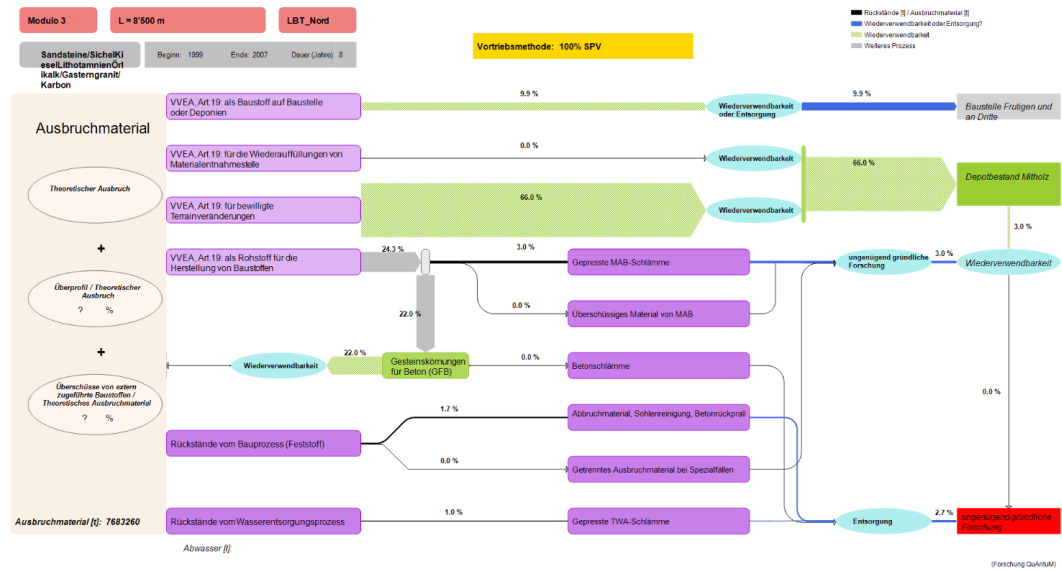 Modulo 3
L = 8'500 m
LBT_Nord
Rückstände [t] / Ausbruchmaterial [t]
Wiederverwendbarkeit oder Entsorgung?
Wiederverwendbarkeit
Weiteres Prozess
Sandsteine/SichelKi
eselLithotamnienÖrl
ikalk/Gasterngranit/
Karbon
Beginn: 1999
Ende: 2007
Dauer (Jahre): 8
Vortriebsmethode: 100% SPV
Ausbruchmaterial
VVEA, Art.19: als Baustoff auf Baustelle
oder Deponien
9.9 %
Wiederverwendbarkeit
oder Entsorgung
9.9 %
Baustelle Frutigen und
an Dritte
VVEA, Art.19: für die Wiederauffüllungen von
Materialentnahmestelle
0.0 %
Wiederverwendbarkeit
66.0 %
Depotbestand Mitholz
Theoretischer Ausbruch
VVEA, Art.19: für bewilligte
Terrainveränderungen
66.0 %
Wiederverwendbarkeit
3.0 %
+
VVEA, Art.19: als Rohstoff für die
Herstellung von Baustoffen
24.3 %
3.0 %
Gepresste MAB-Schlämme
ungenügend gründliche
Forschung
3.0 %
Wiederverwendbarkeit
Überprofil / Theoretischer
Ausbruch
? %
22.0 %
0.0 %
Überschüssiges Material von MAB
+
Wiederverwendbarkeit
22.0 %
Gesteinskörnungen
für Beton (GFB)
0.0 %
Betonschlämme
0.0 %
Überschüsse von extern
zugeführte Baustoffen /
Theoretisches Ausbruchmaterial
? %
1.7 %
Abbruchmaterial, Sohlenreinigung, Betonrückprall
Rückstände vom Bauprozess (Feststoff)
0.0 %
Getrenntes Ausbruchmaterial bei Spezialfällen
Ausbruchmaterial [t]: 7683260
Rückstände vom Wasserentsorgungsprozess
1.0 %
Gepresste TWA-Schlämme
Entsorgung
2.7 %
ungenügend gründliche
Forschung
Abwasser [t]:
(Forschung QuAntuM)